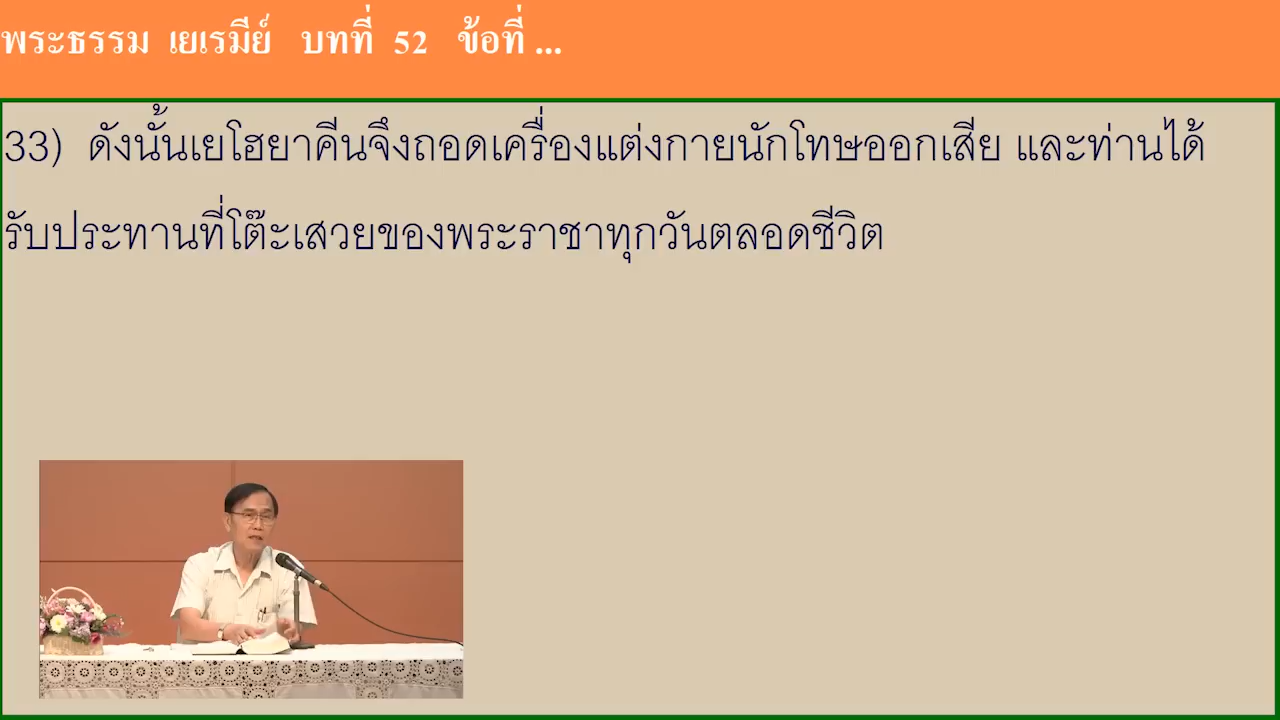 พระธรรม เยเรมีย์ บทที่ 52 ข้อที่ ...
33) ดังนั้นเยโฮยาคีนจึงถอดเครื่องแต่งกายนักโทษออกเสีย และท่านได้
รับประทานที่โต๊ะเสวยของพระราชาทุกวันตลอดชีวิต